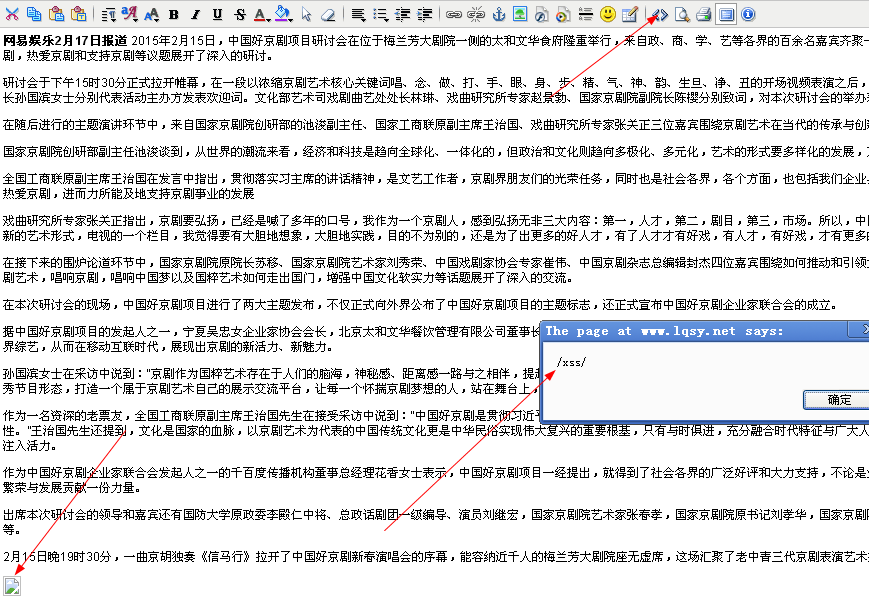 网易娱乐2月17日报道 2015年2月15日，中国好京剧项目研讨会在位于梅兰芳大剧院一侧的太和文华食府隆重举行，来自政、商、学、艺等各界的百余名嘉宾齐聚一
剧，热爱京剧和支持京剧等议题展开了深入的研讨。
研讨会于下午15时30分正式拉开帷幕，在一段以浓缩京剧艺术核心关键词唱、念、做、打、手、眼、身、步、精、气、神、韵、生旦、净、丑的开场视频表演之后，
长孙国滨女士分别代表活动主办方发表欢迎词。文化部艺术司戏剧曲艺处处长林琳、戏曲研究所专家赵景勃、国家京剧院副院长陈樱分别致词，对本次研讨会的举办
在随后进行的主题演讲环节中，来自国家京剧院创研部的池浚副主任、国家工商联原副主席王治国、戏曲研究所专家张关正三位嘉宾围绕京剧艺术在当代的传承与创
国家京剧院创研部副主任池浚谈到，从世界的潮流来看，经济和科技是趋向全球化、一体化的，但政治和文化则趋向多极化、多元化，艺术的形式要多样化的发展，
全国工商联原副主席王治国在发言中指出，贯彻落实习主席的讲话精神，是文艺工作者，京剧界朋友们的光荣任务，同时也是社会各界，各个方面，也包括我们企业
热爱京剧，进而力所能及地支持京剧事业的发展
戏曲研究所专家张关正指出，京剧要弘扬，已经是喊了多年的口号，我作为一个京剧人，感到弘扬无非三大内容：第一，人才，第二，剧目，第三，市场。所以，中
新的艺术形式，电视的一个栏目，我觉得要有大胆地想象，大胆地实践，目的不为别的，还是为了出更多的好人才，有了人才才有好戏，有人才，有好戏，才有更多
在接下来的围炉论道环节中，国家京剧院原院长苏移、国家京剧院艺术家刘秀荣、中国戏剧家协会专家崔伟、中国京剧杂志总编辑封杰四位嘉宾围绕如何推动和引领
剧艺术，唱响京剧，唱响中国梦以及国粹艺术如何走出国门，增强中国文化软实力等话题展开了深入的交流。
在本次研讨会的现场，中国好京剧项目进行了两大主题发布，不仅正式向外界公布了中国好京剧项目的主题标志，还正式宣布中国好京剧企业家联合会的成立。
据中国好京剧项目的发起人之一，宁夏吴忠女企业家协会会长，北京太和文华餐饮管理有限公司董事长
The page at www.lqsy.net says:
界综艺，从而在移动互联时代，展现出京剧的新活力、新魅力。
/xss/
孙国滨女士在采访中说到："京剧作为国粹艺术存在于人们的脑海，神秘感、距离感一路与之相伴，提起
秀节目形态，打造一个属于京剧艺术自己的展示交流平台，让每一个怀揣京剧梦想的人，站在舞台上，
确定
作为一名资深的老票友，全国工商联原副主席王治国先生在接受采访中说到："中国好京剧是贯彻习近平
性。"王治国先生还提到，文化是国家的血脉，以京剧艺术为代表的中国传统文化更是中华民俗实现伟大复兴的重要根基，只有与时俱进，充分融合时代特征与广大人
注入活力。
作为中国好京剧企业家联合会发起人之一的千百度传播机构董事总经理花香女士表示，中国好京剧项目一经提出，就得到了社会各界的广泛好评和大力支持，不论是
繁荣与发展贡献一份力量。
出席本次研讨会的领导和嘉宾还有国防大学原政委李殿仁中将、总政话剧团一级编导、演员刘继宏，国家京剧院艺术家张春孝，国家京剧院原书记刘孝华，国家京剧
等。
2月15日晚19时30分，一曲京胡独奏《信马行》拉开了中国好京剧新春演唱会的序幕，能容纳近千人的梅兰芳大剧院座无虚席，这场汇聚了老中青三代京剧表演艺术